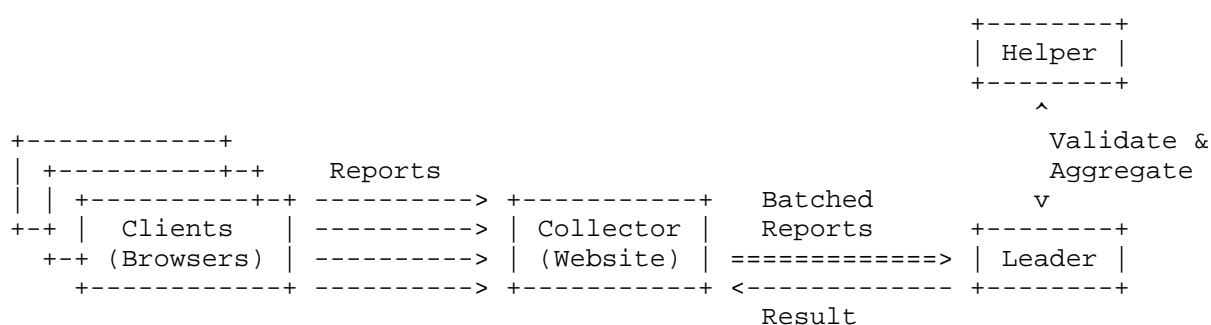 Helper
Validate &
Reports Aggregate
Batched
Clients Collector Reports
(Browsers) (Website) Leader
Result